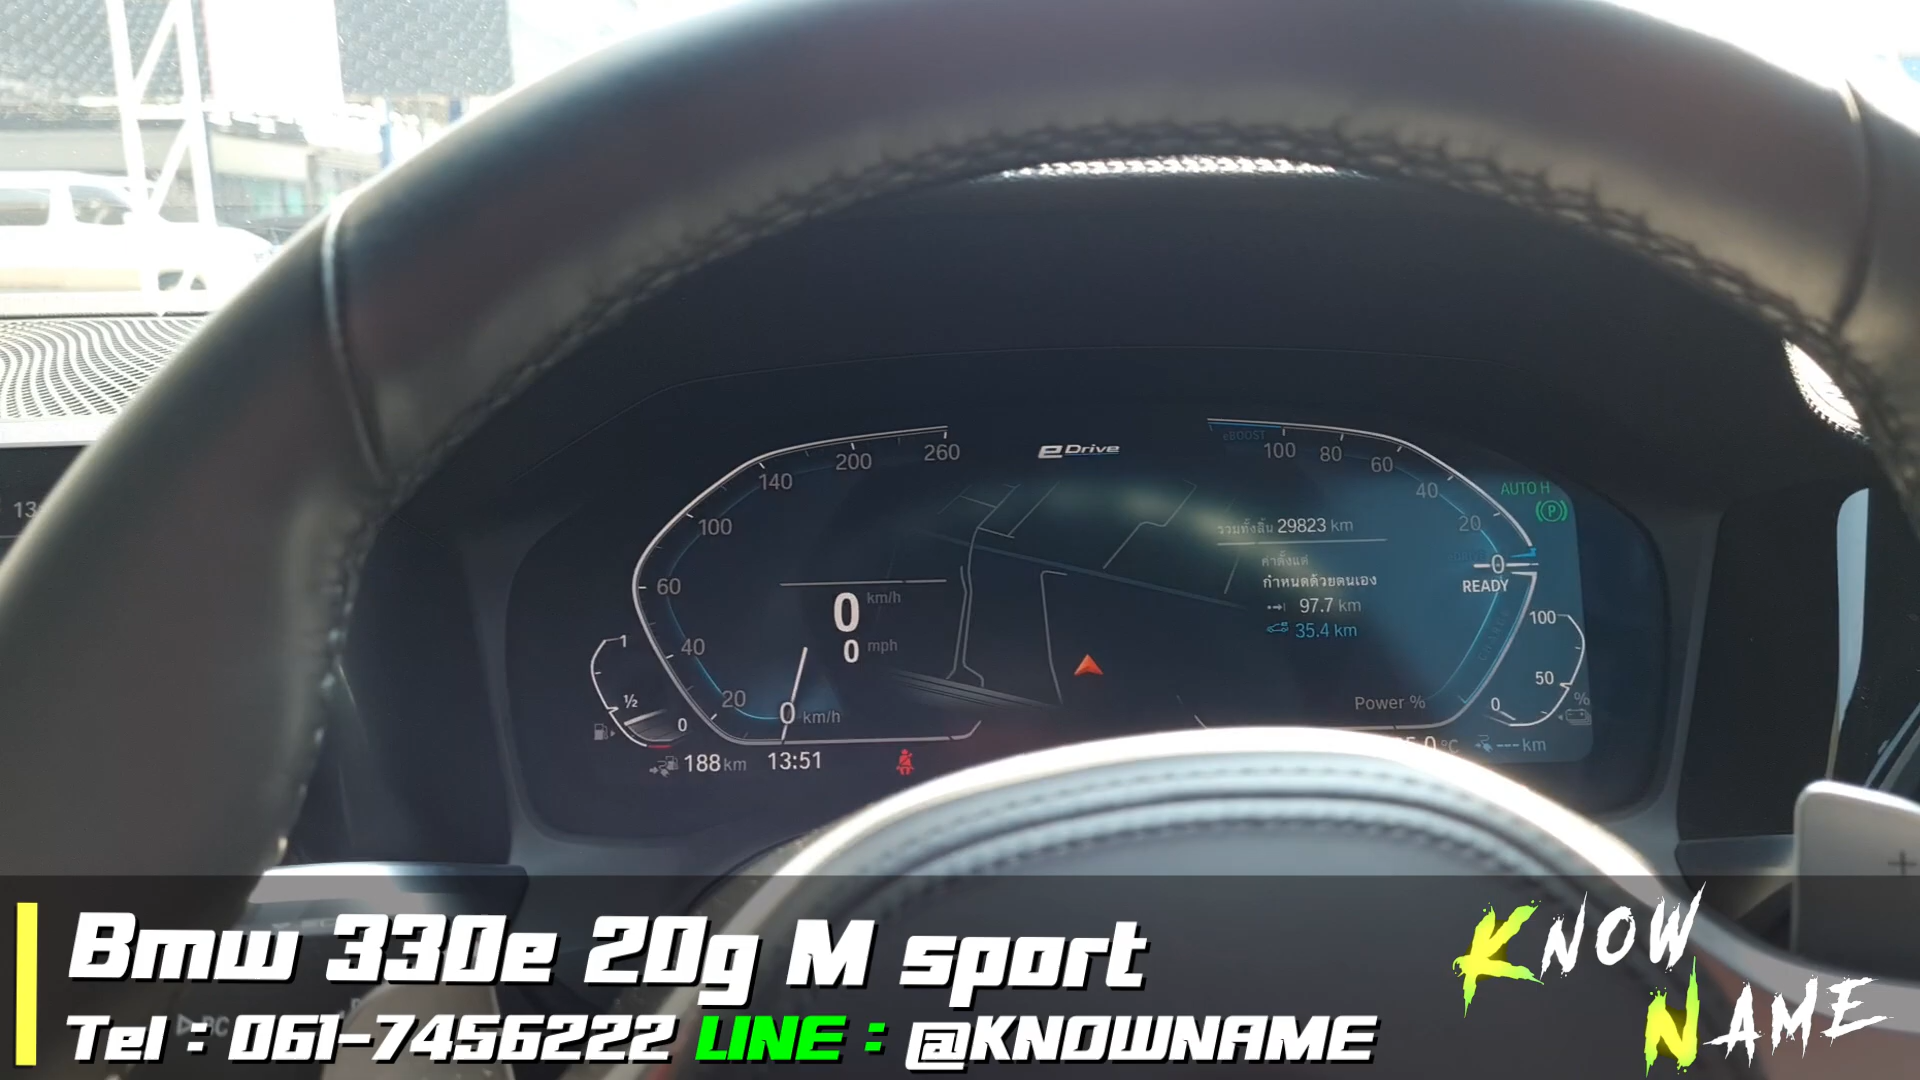 260
200
140
100
60
40
20
0 km/h
eDrive
eBOOST
100
80
60
40
20
0
AUTO H
P
READY
CHARGE
รวมทั้งสิ้น 29823 km
ค่าตั้งแต่
กำหนดด้วยตนเอง
97.7 km
35.4 km
0 km/h
0 mph
1
½
0
188 km
13:51
Power %
100
50
0
%
°C
--- km
Bmw 330e 20g M sport
Tel : 061-7456222 LINE : @KNOWNAME
KNOW
NAME